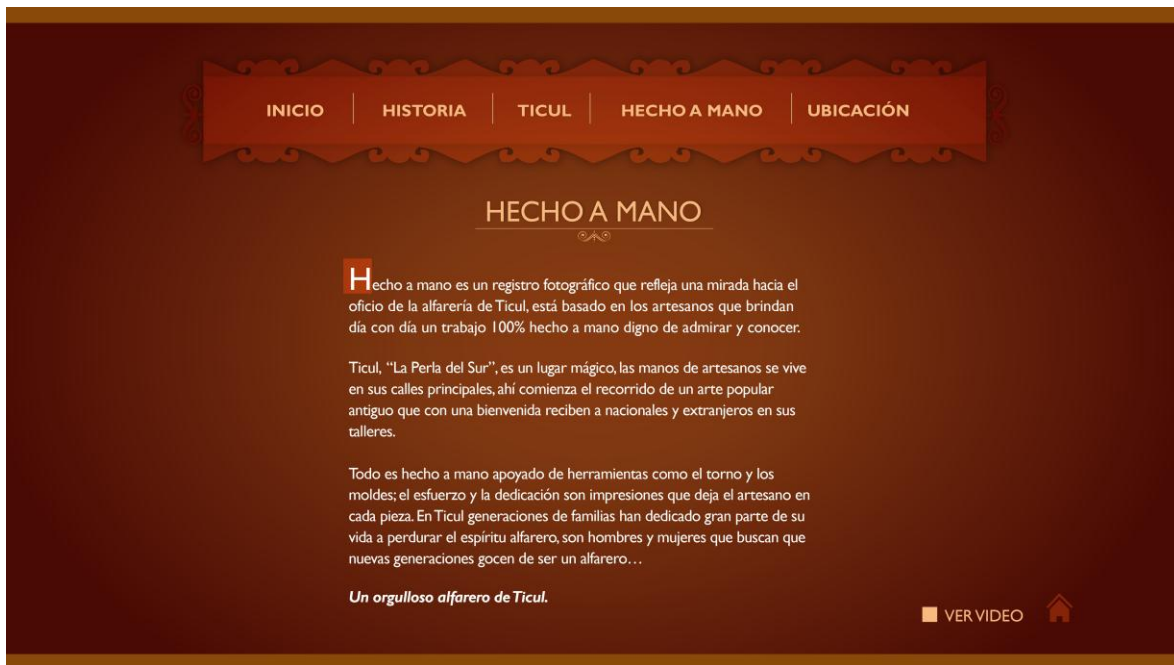 INICIO HISTORIA TICUL HECHO A MANO UBICACIÓN
HECHO A MANO
Hecho a mano es un registro fotográfico que refleja una mirada hacia el
oficio de la alfarería de Ticul, está basado en los artesanos que brindan
día con día un trabajo 100% hecho a mano digno de admirar y conocer.
Ticul, “La Perla del Sur”, es un lugar mágico, las manos de artesanos se vive
en sus calles principales, ahí comienza el recorrido de un arte popular
antiguo que con una bienvenida reciben a nacionales y extranjeros en sus
talleres.
Todo es hecho a mano apoyado de herramientas como el torno y los
moldes; el esfuerzo y la dedicación son impresiones que deja el artesano en
cada pieza. En Ticul generaciones de familias han dedicado gran parte de su
vida a perdurar el espíritu alfarero, son hombres y mujeres que buscan que
nuevas generaciones gocen de ser un alfarero…
Un orgulloso alfarero de Ticul.
VER VIDEO